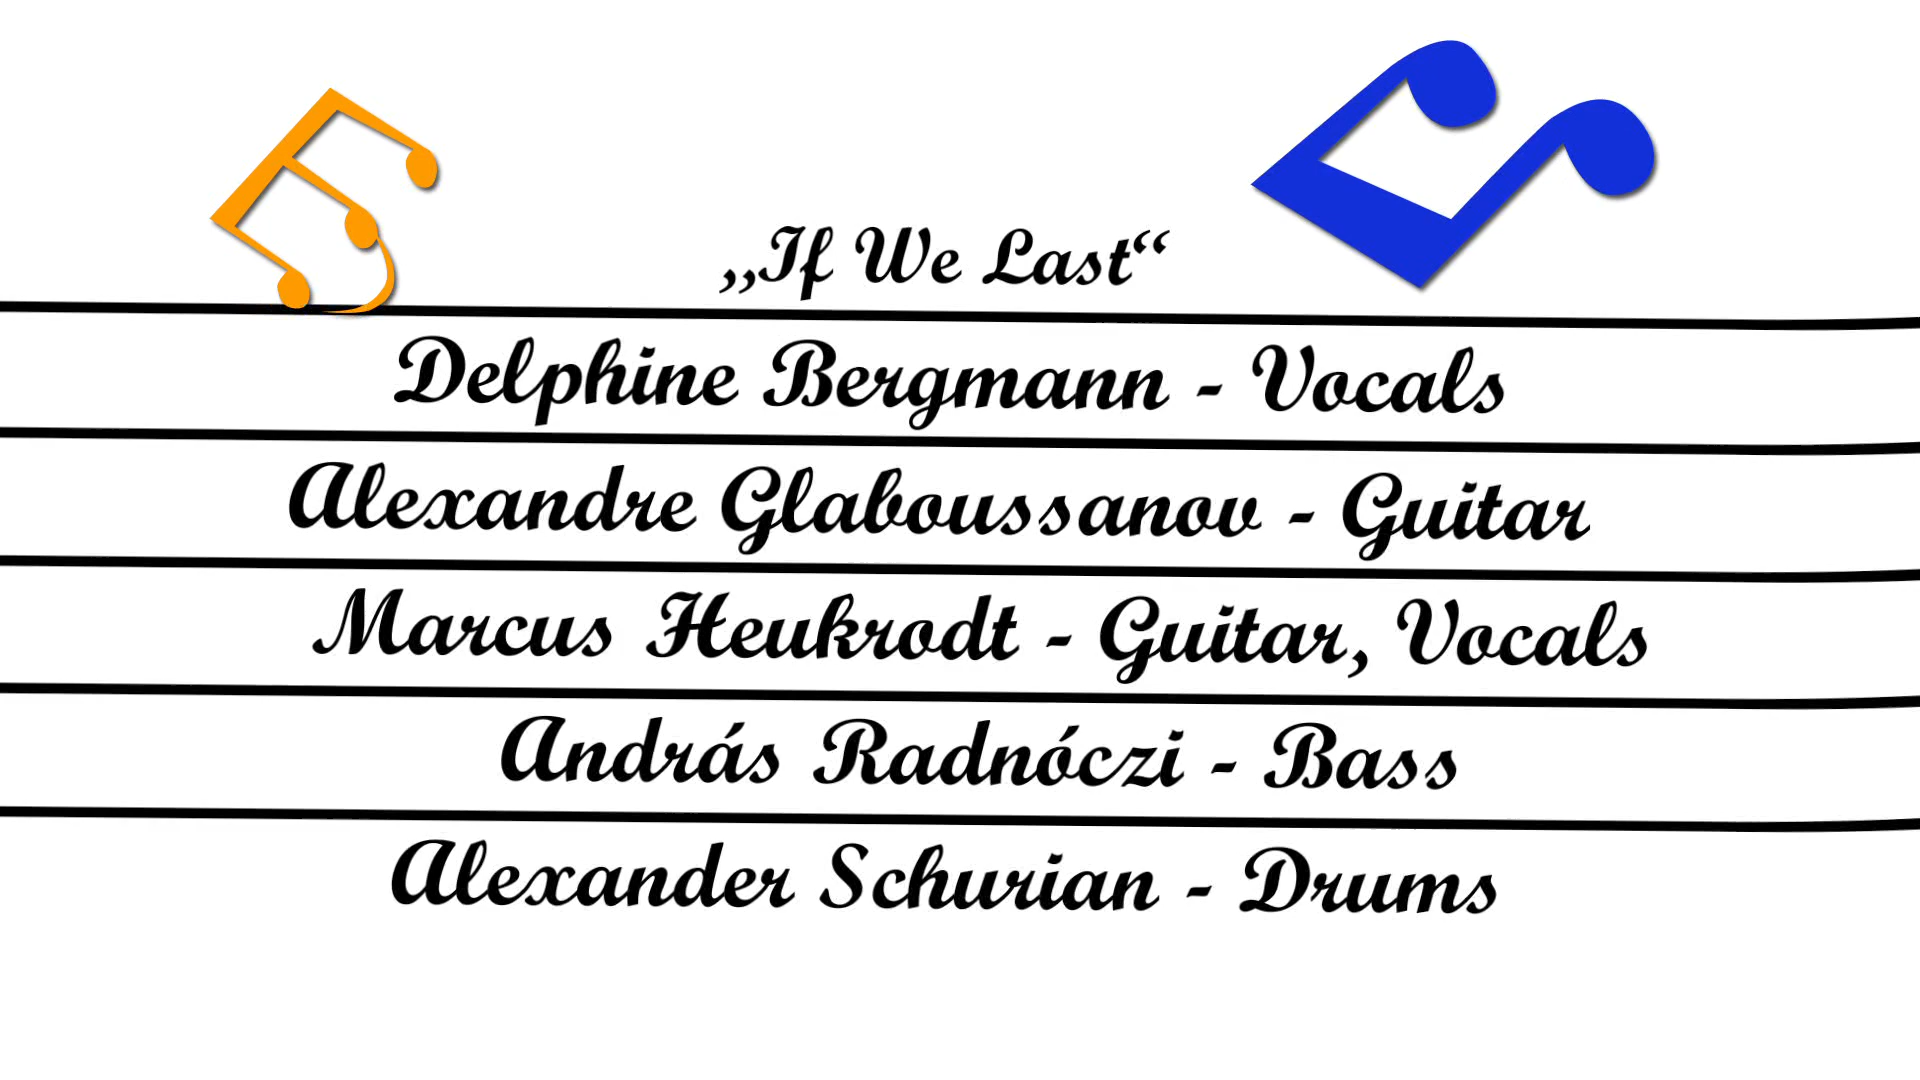 „If We Last“
Delphine Bergmann - Vocals
Alexandre Glaboussanov - Guitar
Marcus Heukrodt - Guitar, Vocals
András Radnóczi - Bass
Alexander Schurian - Drums